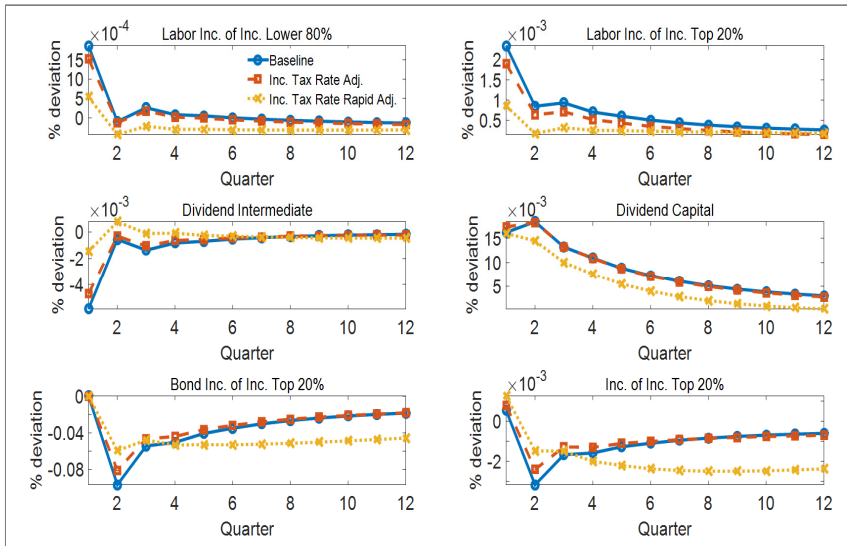 ×10⁻⁴ Labor Inc. of Inc. Lower 80%
% deviation
15
10
5
0
Baseline
Inc. Tax Rate Adj.
Inc. Tax Rate Rapid Adj.
2 4 6 8 10 12
Quarter
×10⁻³ Labor Inc. of Inc. Top 20%
% deviation
2
1.5
1
0.5
2 4 6 8 10 12
Quarter
×10⁻³ Dividend Intermediate
% deviation
0
-2
-4
2 4 6 8 10 12
Quarter
×10⁻³ Dividend Capital
% deviation
15
10
5
2 4 6 8 10 12
Quarter
Bond Inc. of Inc. Top 20%
% deviation
0
-0.04
-0.08
2 4 6 8 10 12
Quarter
×10⁻³ Inc. of Inc. Top 20%
% deviation
0
-2
2 4 6 8 10 12
Quarter